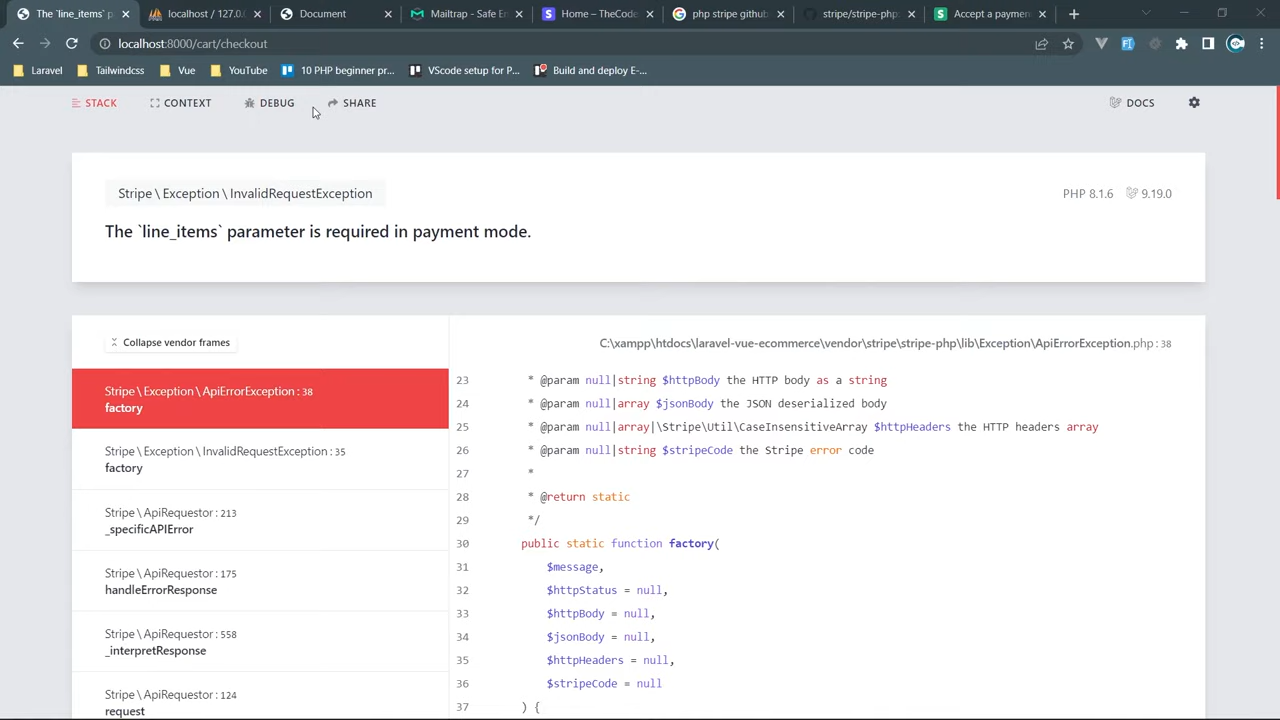 The `line_items` p
localhost / 127.0.
Document
Mailtrap - Safe En
Home – TheCode
php stripe github
stripe/stripe-php:
Accept a paymen
localhost:8000/cart/checkout
Laravel
Tailwindcss
Vue
YouTube
10 PHP beginner pr...
VScode setup for P...
Build and deploy E-...
STACK
CONTEXT
DEBUG
SHARE
DOCS
Stripe \ Exception \ InvalidRequestException
PHP 8.1.6
9.19.0
The `line_items` parameter is required in payment mode.
Collapse vendor frames
C:\xampp\htdocs\laravel-vue-ecommerce\vendor\stripe\stripe-php\lib\Exception\ApiErrorException.php : 38
Stripe \ Exception \ ApiErrorException : 38
factory
Stripe \ Exception \ InvalidRequestException : 35
factory
Stripe \ ApiRequestor : 213
_specificAPIError
Stripe \ ApiRequestor : 175
handleErrorResponse
Stripe \ ApiRequestor : 558
_interpretResponse
Stripe \ ApiRequestor : 124
request
23 * @param null|string $httpBody the HTTP body as a string
24 * @param null|array $jsonBody the JSON deserialized body
25 * @param null|array|\Stripe\Util\CaseInsensitiveArray $httpHeaders the HTTP headers array
26 * @param null|string $stripeCode the Stripe error code
27 *
28 * @return static
29 */
30 public static function factory(
31 $message,
32 $httpStatus = null,
33 $httpBody = null,
34 $jsonBody = null,
35 $httpHeaders = null,
36 $stripeCode = null
37 ) {